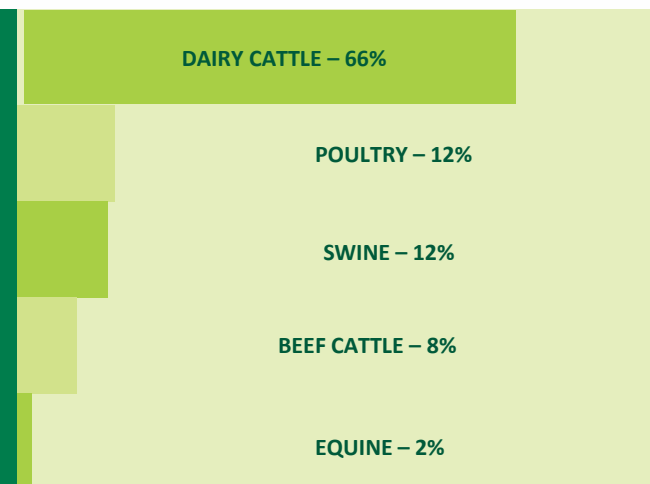 DAIRY CATTLE – 66%
POULTRY – 12%
SWINE – 12%
BEEF CATTLE – 8%
EQUINE – 2%